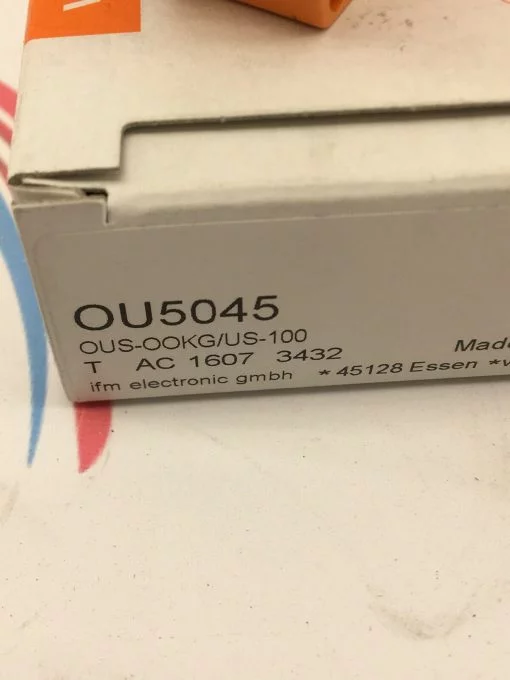 OU5045
OUS-OOKG/US-100
T AC 1607 3432
Made
ifm electronic gmbh * 45128 Essen *